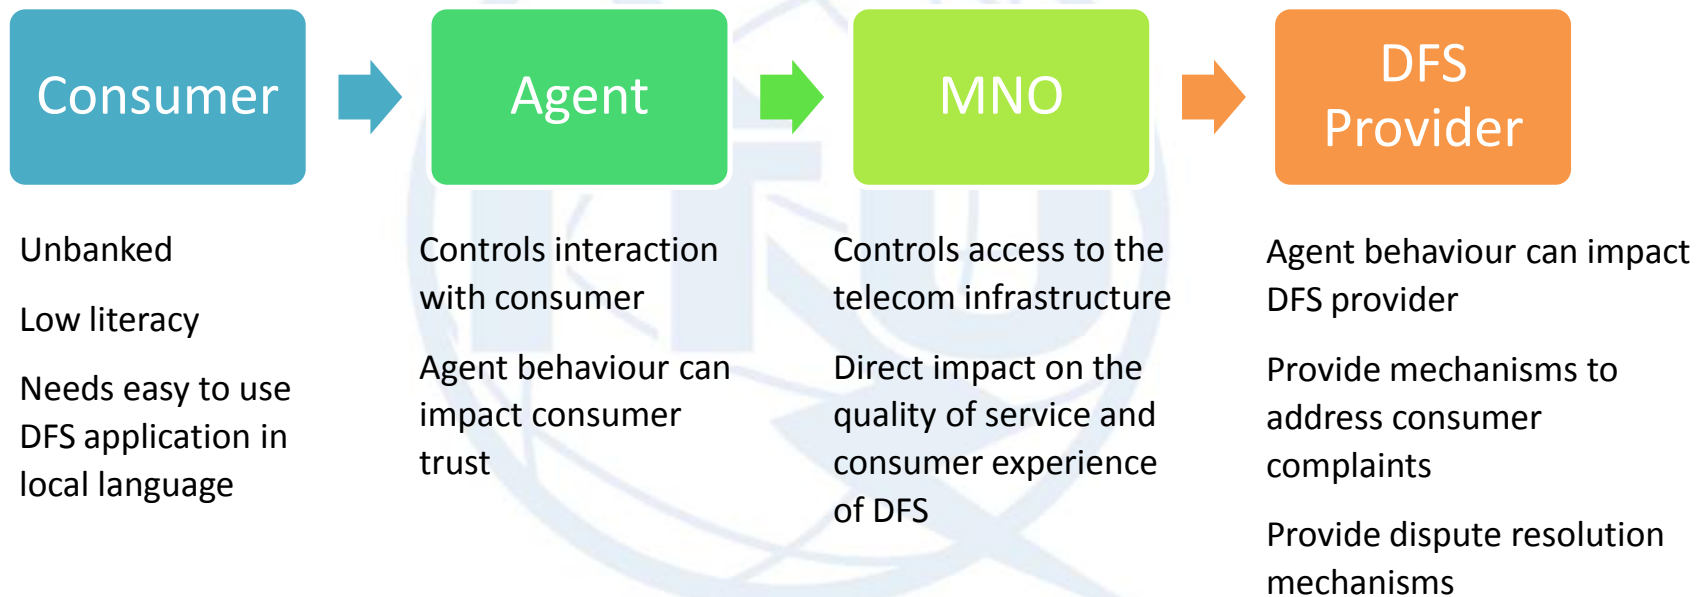 Consumer
Agent
MNO
DFS
Provider
Unbanked
Low literacy
Needs easy to use
DFS application in
local language
Controls interaction
with consumer
Agent behaviour can
impact consumer
trust
Controls access to the
telecom infrastructure
Direct impact on the
quality of service and
consumer experience
of DFS
Agent behaviour can impact
DFS provider
Provide mechanisms to
address consumer
complaints
Provide dispute resolution
mechanisms
ITU